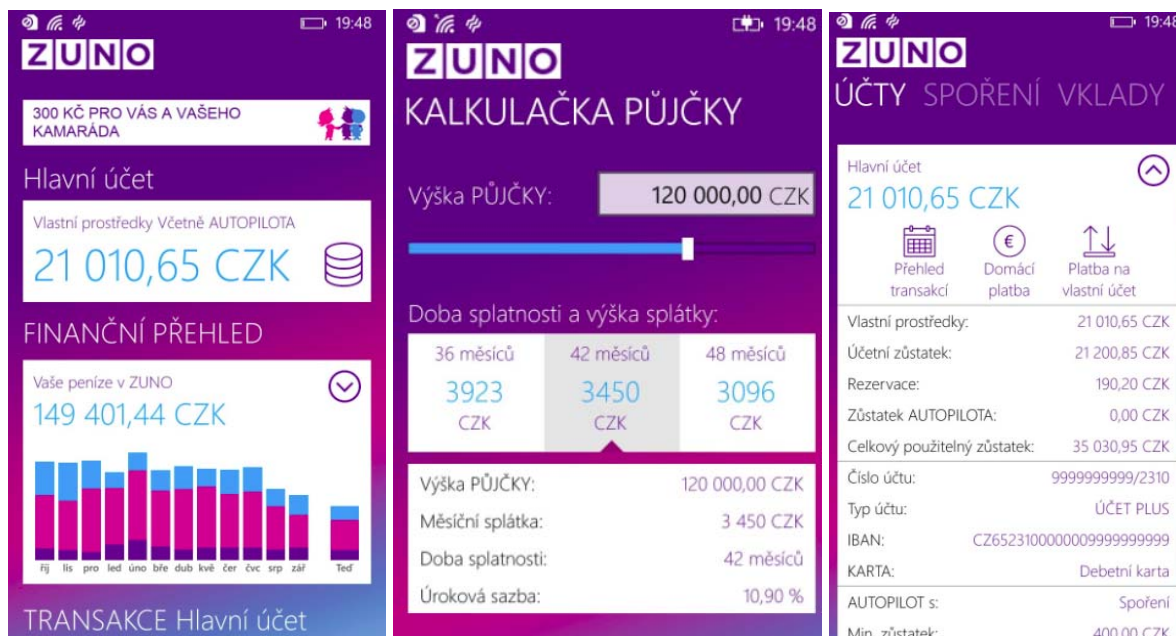 19:48
ZUNO
300 KČ PRO VÁS A VAŠEHO
KAMARÁDA
Hlavní účet
Vlastní prostředky Včetně AUTOPILOTA
21 010,65 CZK
FINANČNÍ PŘEHLED
Vaše peníze v ZUNO
149 401,44 CZK
říj lis pro led úno bře dub kvě čer čvc srp zář Teď
TRANSAKCE Hlavní účet
19:48
ZUNO
KALKULAČKA PŮJČKY
Výška PŮJČKY: 120 000,00 CZK
Doba splatnosti a výška splátky:
36 měsíců 42 měsíců 48 měsíců
3923 3450 3096
CZK CZK CZK
Výška PŮJČKY: 120 000,00 CZK
Měsíční splátka: 3 450 CZK
Doba splatnosti: 42 měsíců
Úroková sazba: 10,90 %
19:48
ZUNO
ÚČTY SPOŘENÍ VKLADY
Hlavní účet
21 010,65 CZK
Přehled Domácí Platba na
transakcí platba vlastní účet
Vlastní prostředky: 21 010,65 CZK
Účetní zůstatek: 21 200,85 CZK
Rezervace: 190,20 CZK
Zůstatek AUTOPILOTA: 0,00 CZK
Celkový použitelný zůstatek: 35 030,95 CZK
Číslo účtu: 9999999999/2310
Typ účtu: ÚČET PLUS
IBAN: CZ6523100000009999999999
KARTA: Debetní karta
AUTOPILOT s: Spoření
Min. zůstatek: 400,00 CZK